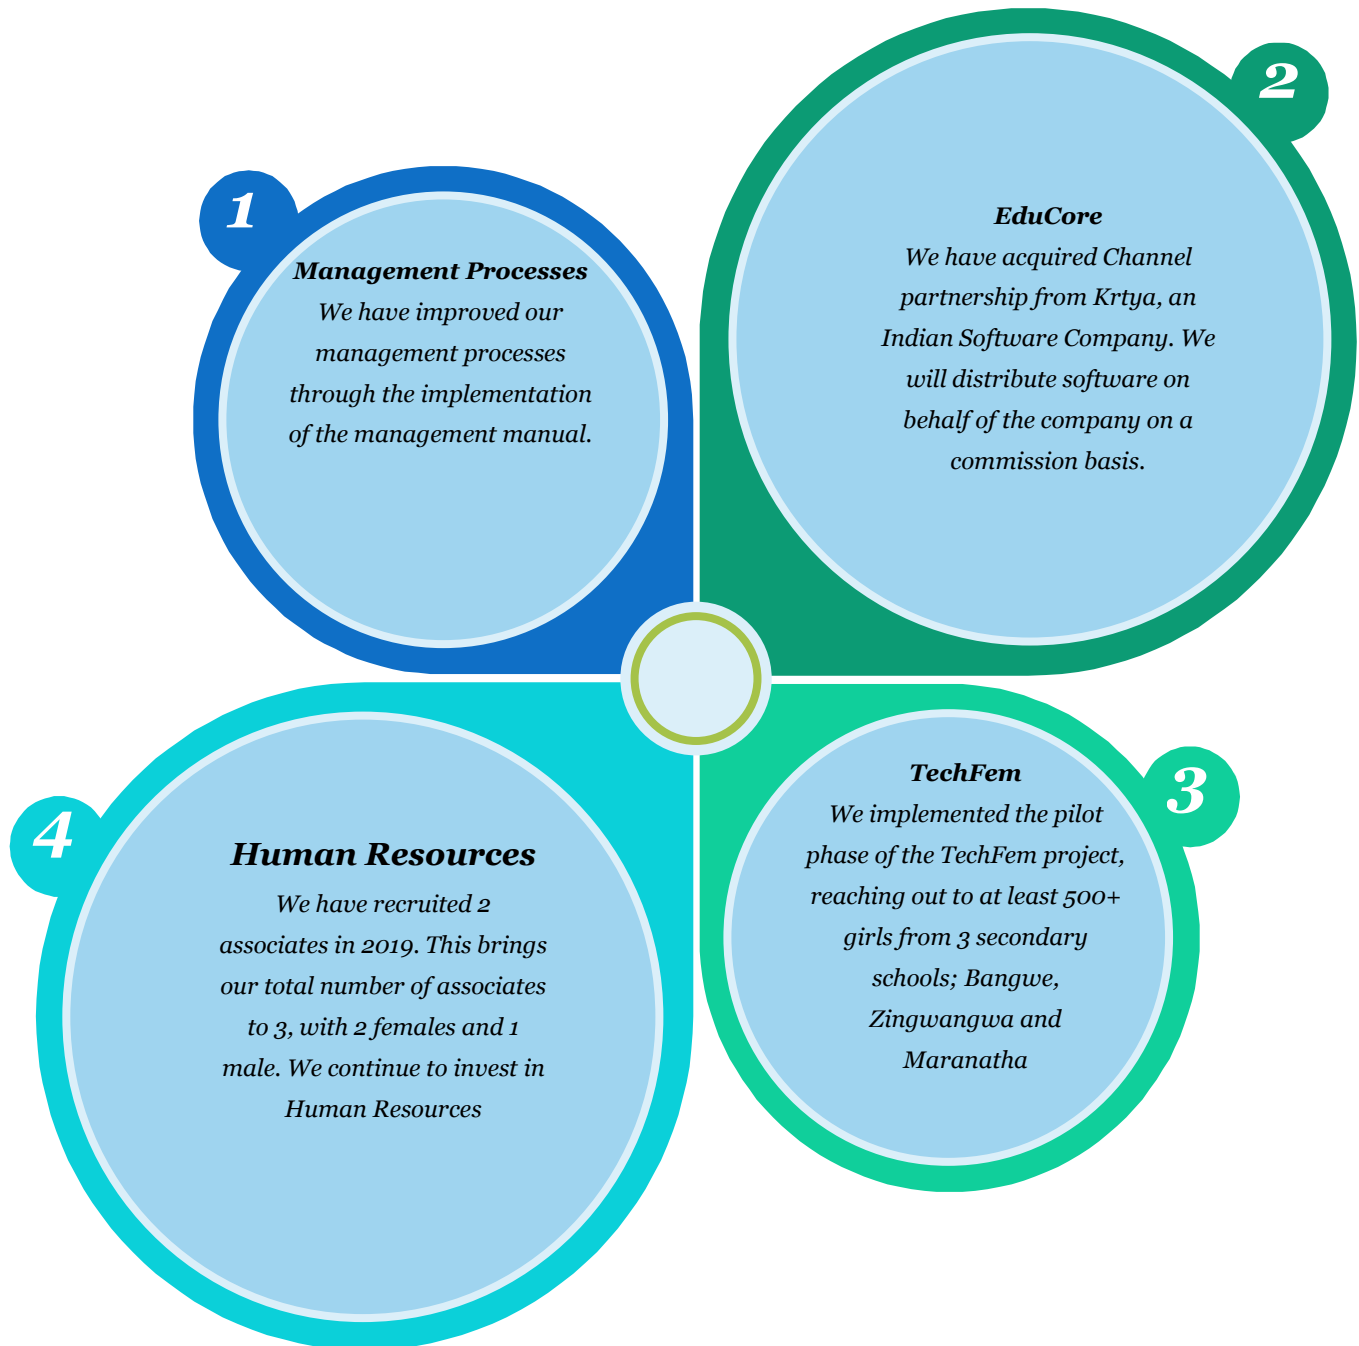 1
Management Processes
We have improved our
management processes
through the implementation
of the management manual.
2
EduCore
We have acquired Channel
partnership from Krtya, an
Indian Software Company. We
will distribute software on
behalf of the company on a
commission basis.
3
TechFem
We implemented the pilot
phase of the TechFem project,
reaching out to at least 500+
girls from 3 secondary
schools; Bangwe,
Zingwangwa and
Maranatha
4
Human Resources
We have recruited 2
associates in 2019. This brings
our total number of associates
to 3, with 2 females and 1
male. We continue to invest in
Human Resources